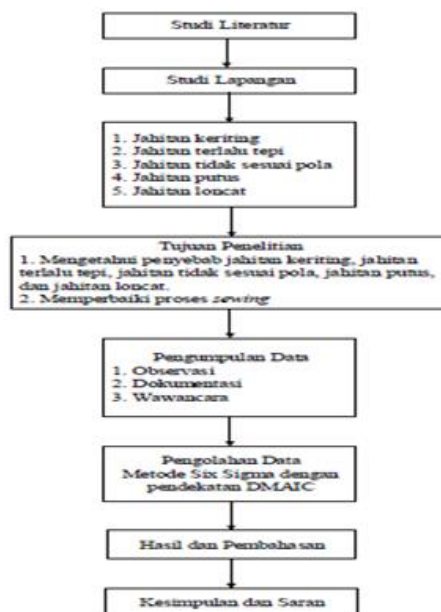 Studi Literatur
Studi Lapangan
1. Jahitan keriting
2. Jahitan terlalu tepi
3. Jahitan tidak sesuai pola
4. Jahitan putus
5. Jahitan loncat
Tujuan Penelitian
1. Mengetahui penyebab jahitan keriting, jahitan
terlalu tepi, jahitan tidak sesuai pola, jahitan putus,
dan jahitan loncat.
2. Memperbaiki proses sewing
Pengumpulan Data
1. Observasi
2. Dokumentasi
3. Wawancara
Pengolahan Data
Metode Six Sigma dengan
pendekatan DMAIC
Hasil dan Pembahasan
Kesimpulan dan Saran